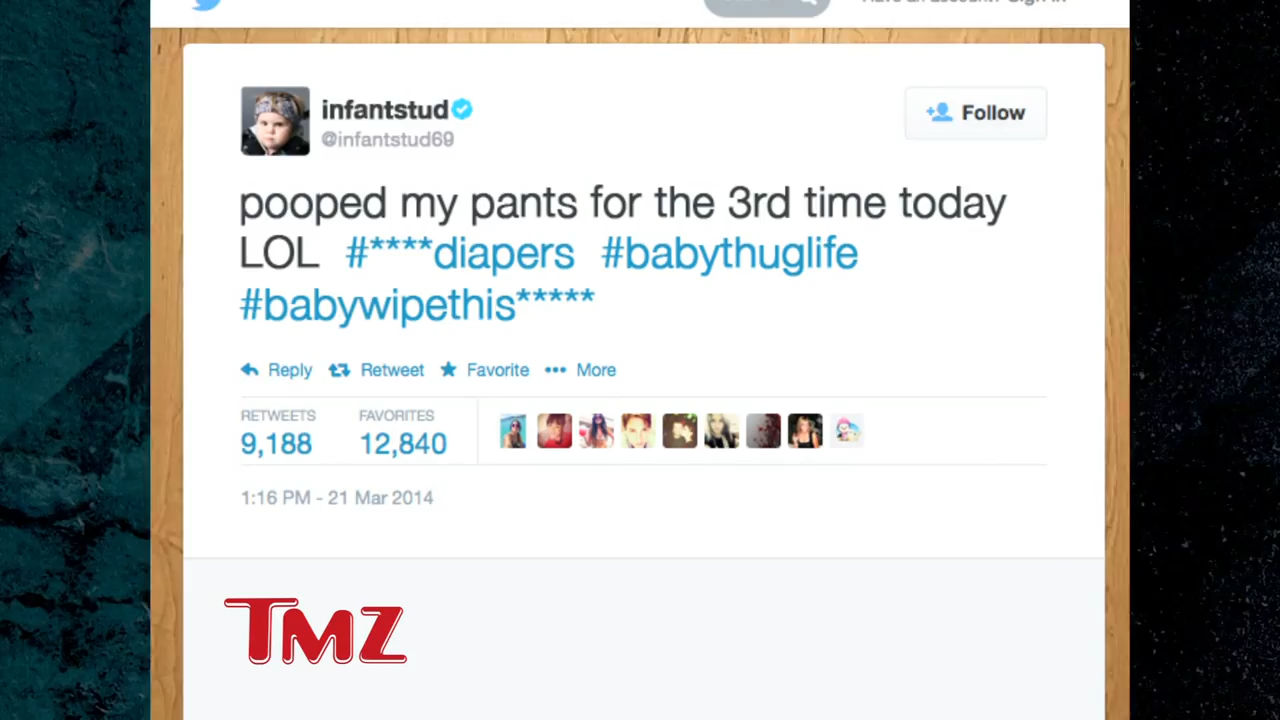 infantstud
@infantstud69
Follow
pooped my pants for the 3rd time today
LOL #****diapers #babythuglife
#babywipethis*****
Reply Retweet Favorite More
RETWEETS FAVORITES
9,188 12,840
1:16 PM - 21 Mar 2014
TMZ